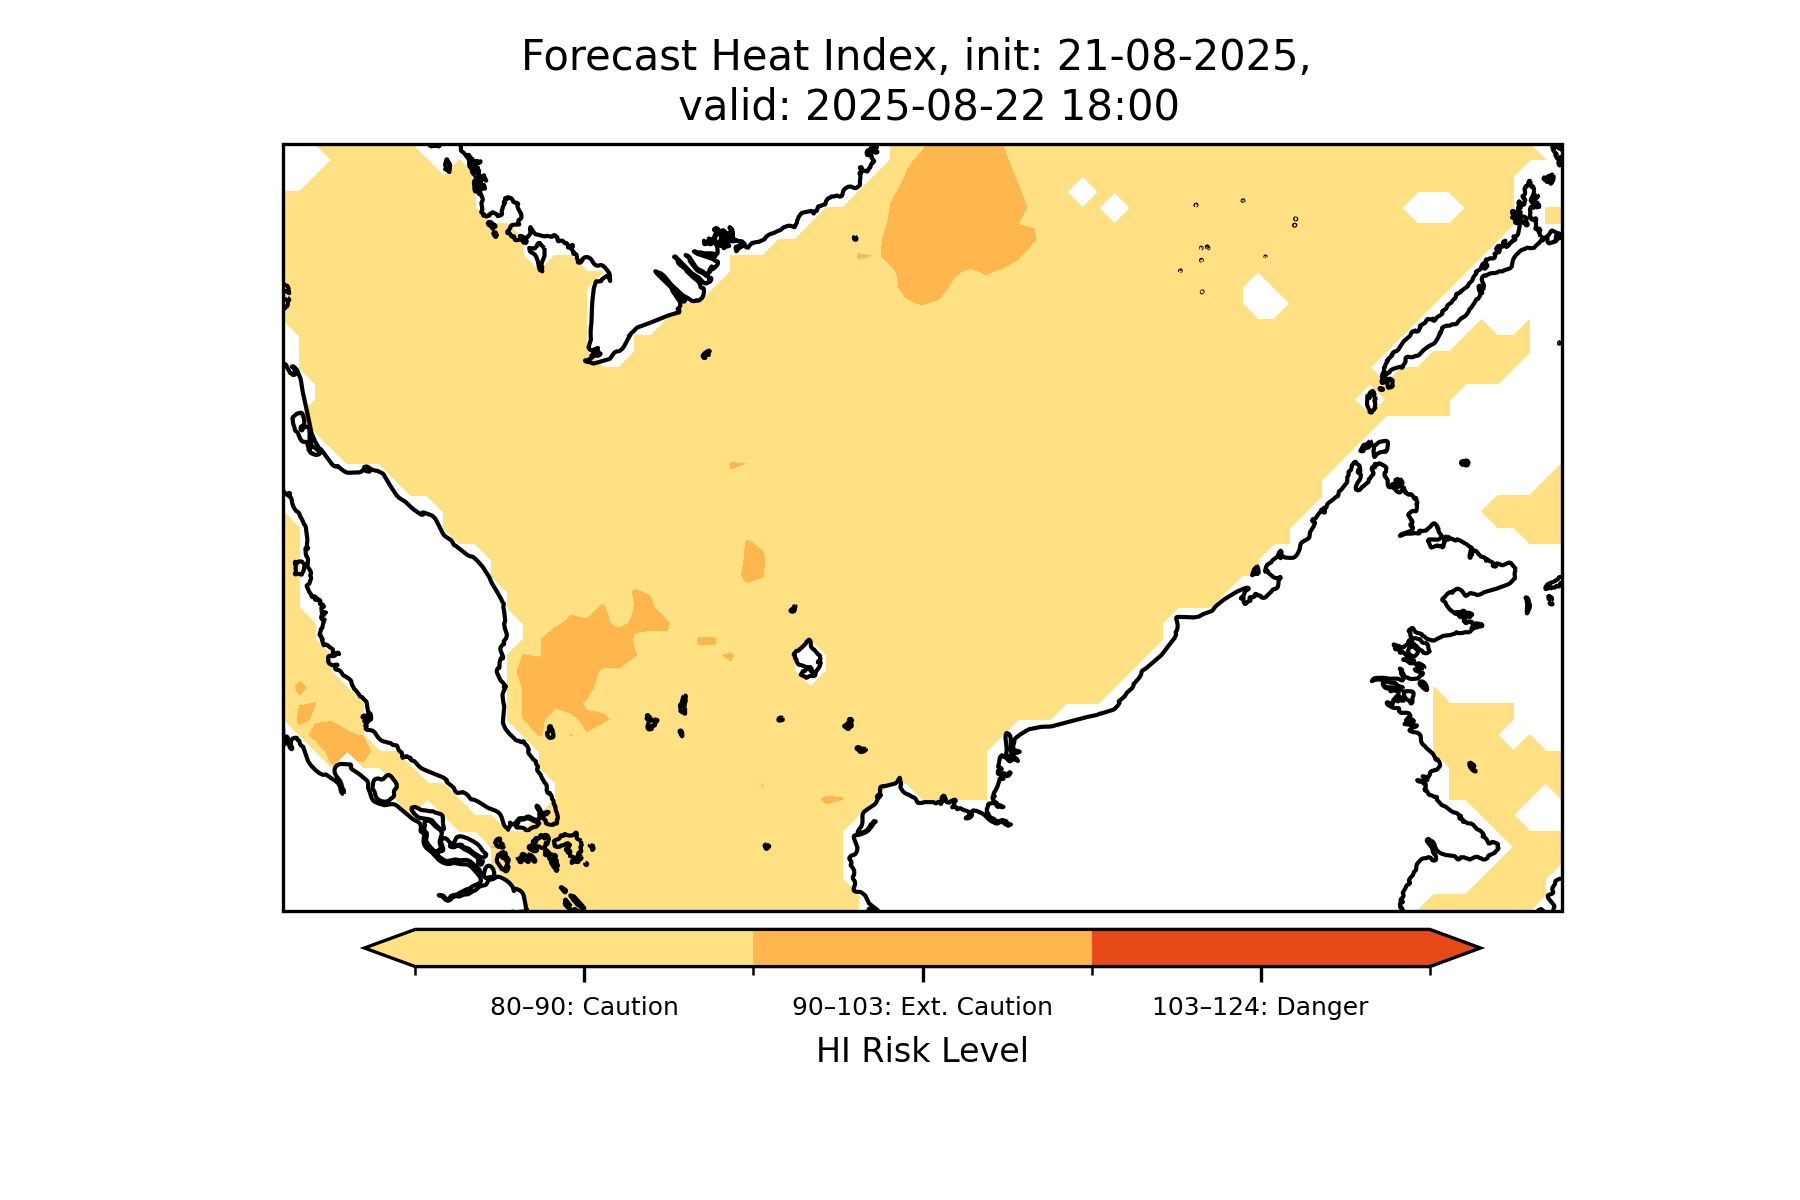 Forecast Heat Index, init: 21-08-2025,
valid: 2025-08-22 18:00
80–90: Caution
90–103: Ext. Caution
103–124: Danger
HI Risk Level